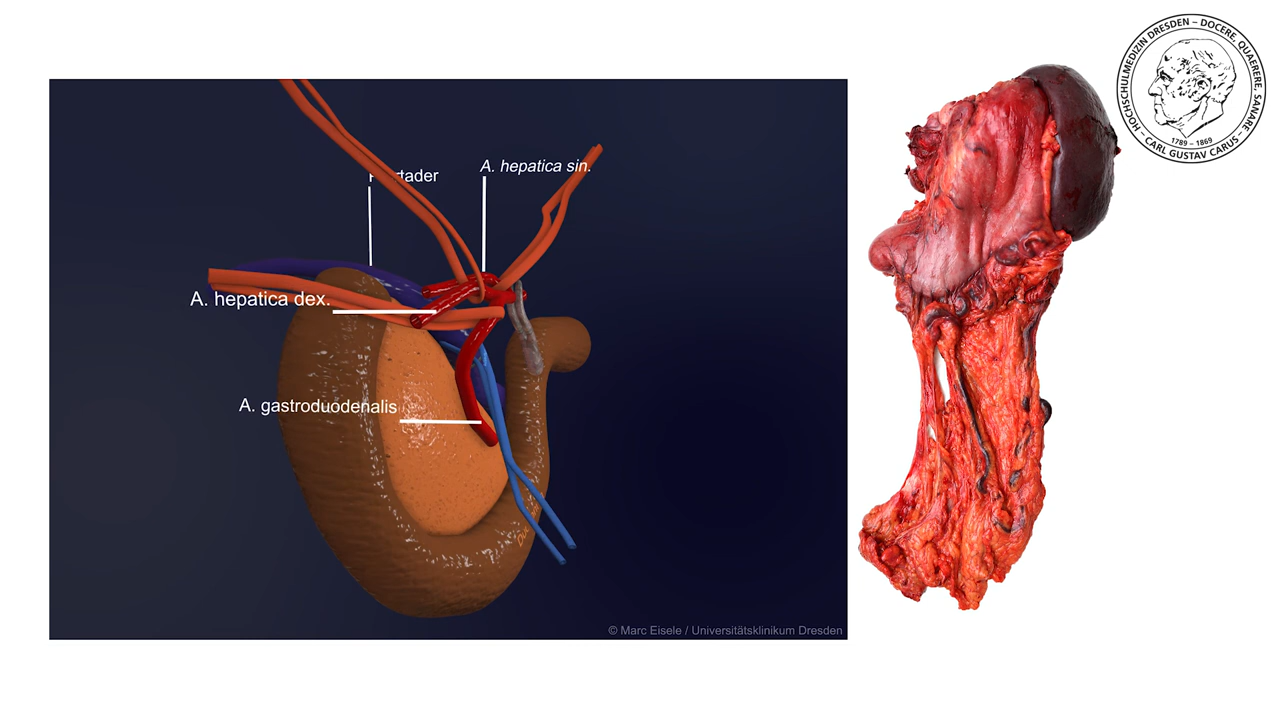 A. hepatica sin.
A. hepatica dex.
A. gastroduodenalis
© Marc Eisele / Universitätsklinikum Dresden
HOCHSCHULMEDIZIN DRESDEN – DOCERE, QUAERERE, SANARE – CARL GUSTAV CARUS –
1789 – 1869